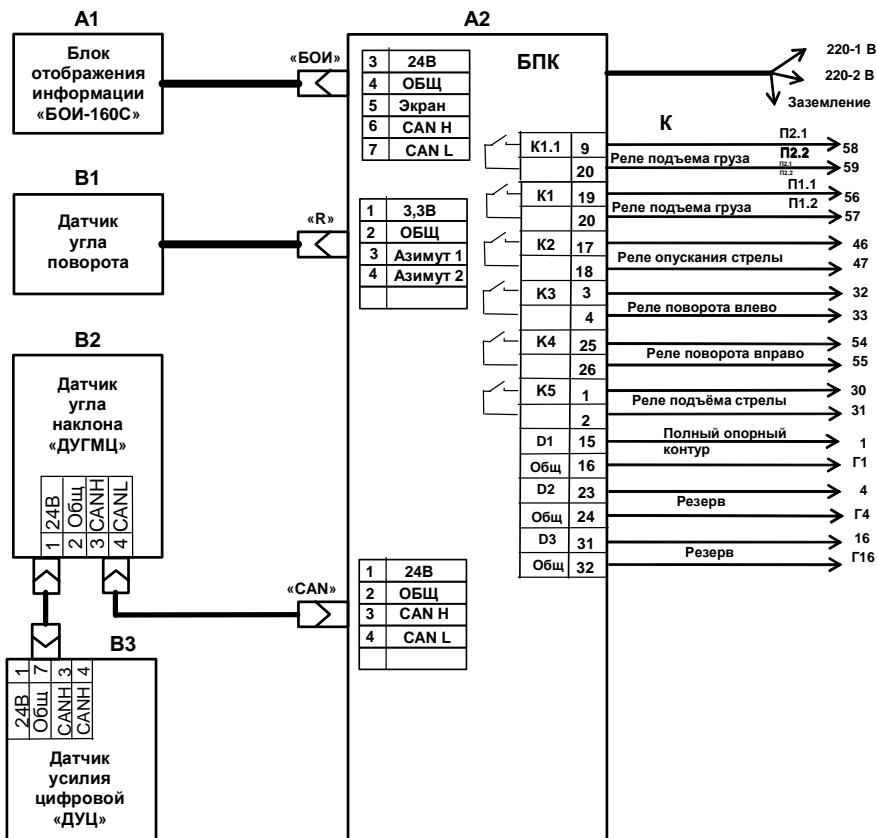 А1
Блок
отображения
информации
«БОИ-160С»
«БОИ»
А2
БПК
3 24В
4 ОБЩ
5 Экран
6 CAN H
7 CAN L
220-1 В
220-2 В
Заземление
К
К1.1 9
20
Реле подъема груза
П2.1
58
П2.2
59
П2.1
П2.2
К1 19
20
Реле подъема груза
П1.1
56
П1.2
57
К2 17
18
Реле опускания стрелы
46
47
К3 3
4
Реле поворота влево
32
33
К4 25
26
Реле поворота вправо
54
55
К5 1
2
Реле подъёма стрелы
30
31
D1 15
Общ 16
Полный опорный
контур
1
Г1
D2 23
Общ 24
Резерв
4
Г4
D3 31
Общ 32
Резерв
16
Г16
В1
Датчик
угла
поворота
«R»
1 3,3В
2 ОБЩ
3 Азимут 1
4 Азимут 2
В2
Датчик
угла
наклона
«ДУГМЦ»
1 24В
2 Общ
3 CANH
4 CANL
«CAN»
1 24В
2 ОБЩ
3 CAN H
4 CAN L
В3
24В 1
Общ 7
CANH 3
CANH 4
Датчик
усилия
цифровой
«ДУЦ»